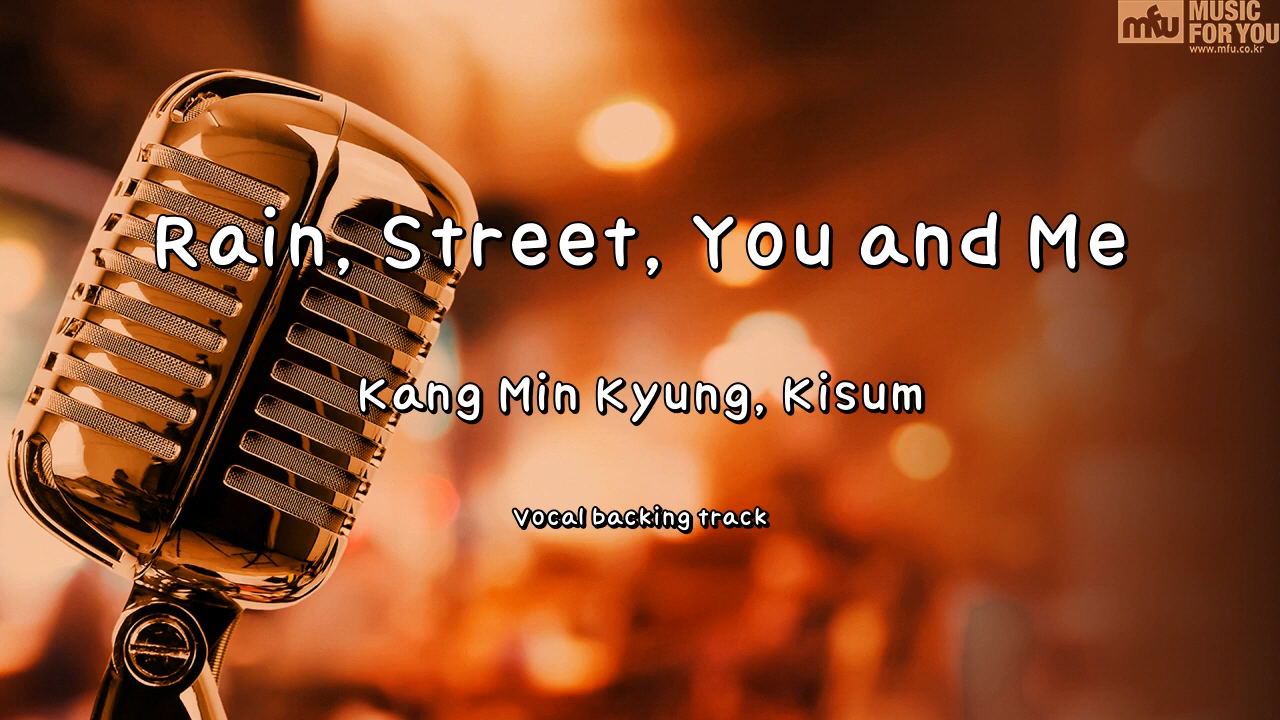 mfu MUSIC
FOR YOU
www.mfu.co.kr
Rain, Street, You and Me
Kang Min Kyung, Kisum
Vocal backing track